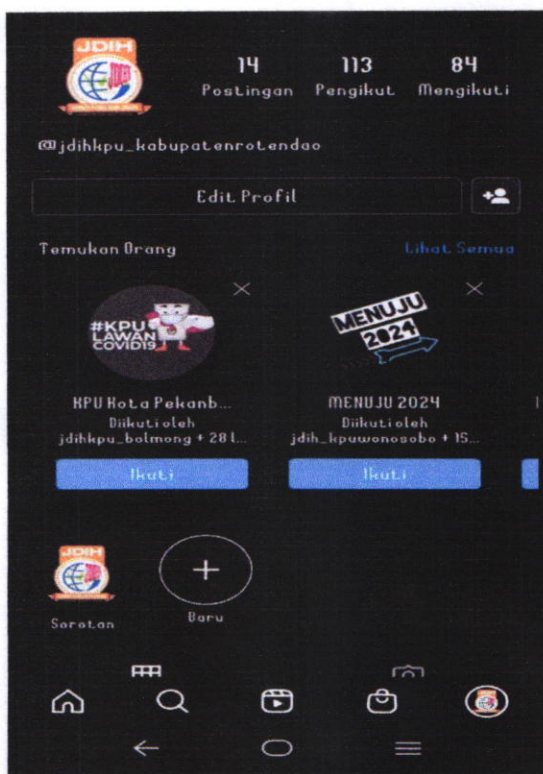 JDIH
14 113 84
Postingan Pengikut Mengikuti
@jdihkpu_kabupatenrotendao
Edit Profil
Temukan Orang Lihat Semua
#KPU
LAWAN
COVID19
MENUJU
2024
KPU Kota Pekanb... MENUJU 2024
Diikuti oleh Diikuti oleh
jdihkpu_bolmong + 28 l... jdih_kpuwonosobo + 15...
Ikuti Ikuti
JDIH
Sorotan Baru